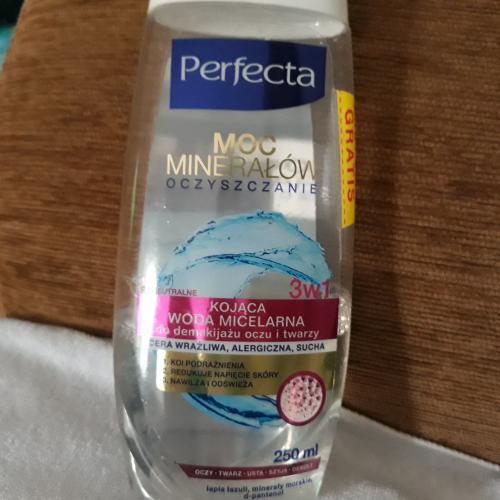 Perfecta
MOC
MINERAŁÓW
OCZYSZCZANIE
GRATIS
3w1
KOJĄCA
WODA MICELARNA
do demakijażu oczu i twarzy
CERA WRAŻLIWA, ALERGICZNA, SUCHA
1. KOI PODRAŻNIENIA
2. REDUKUJE NAPIĘCIE SKÓRY
3. NAWILŻA I ODŚWIEŻA
250 ml
OCZY · TWARZ · USTA · SZYJA · DEKOLT
lapis lazuli, minerały morskie,
d-pantenol